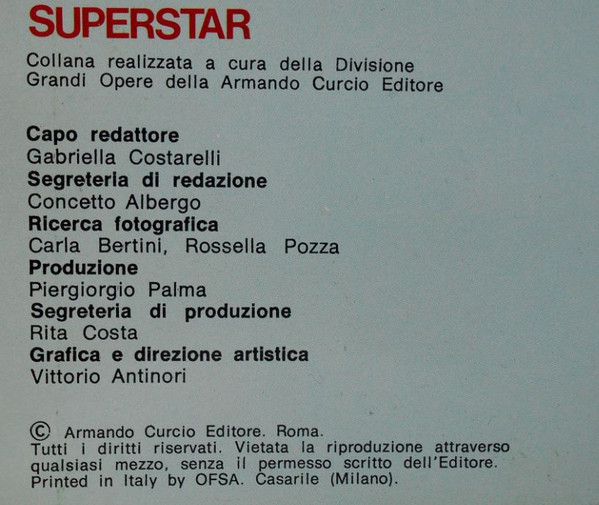 SUPERSTAR
Collana realizzata a cura della Divisione
Grandi Opere della Armando Curcio Editore
Capo redattore
Gabriella Costarelli
Segreteria di redazione
Concetto Albergo
Ricerca fotografica
Carla Bertini, Rossella Pozza
Produzione
Piergiorgio Palma
Segreteria di produzione
Rita Costa
Grafica e direzione artistica
Vittorio Antinori
© Armando Curcio Editore. Roma.
Tutti i diritti riservati. Vietata la riproduzione attraverso
qualsiasi mezzo, senza il permesso scritto dell'Editore.
Printed in Italy by OFSA. Casarile (Milano).